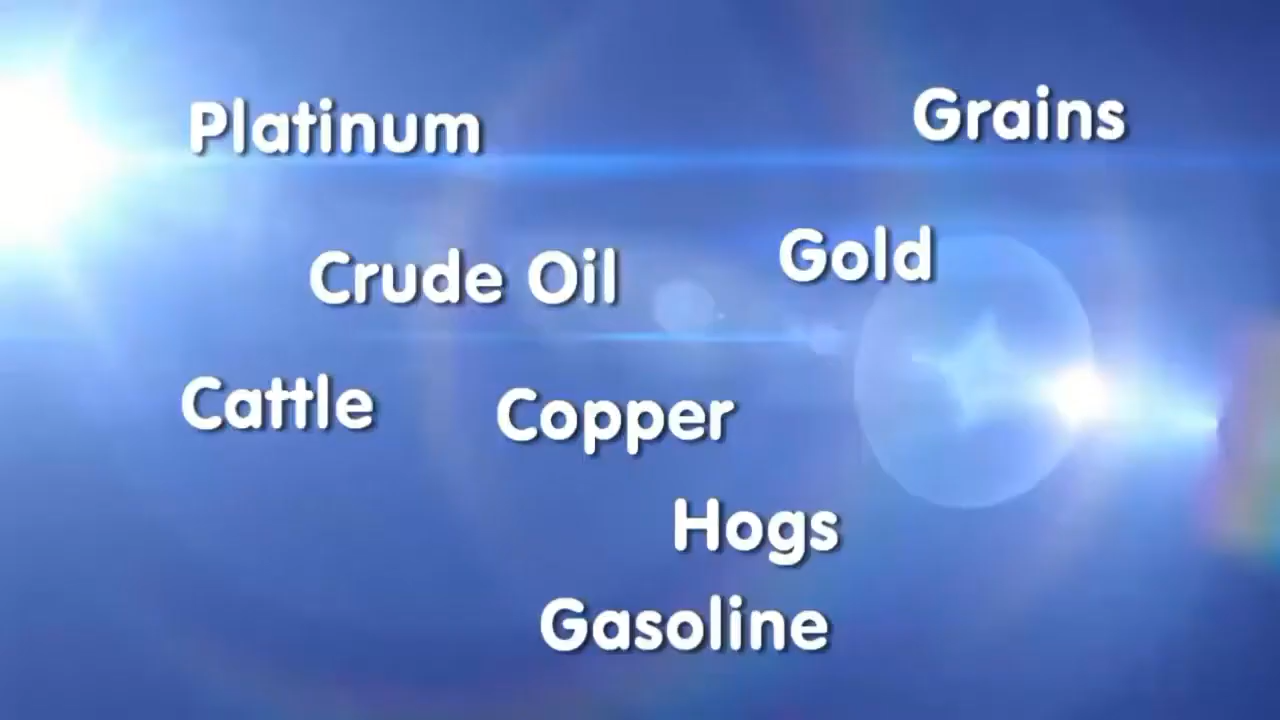 Platinum
Grains
Crude Oil
Gold
Cattle
Copper
Hogs
Gasoline